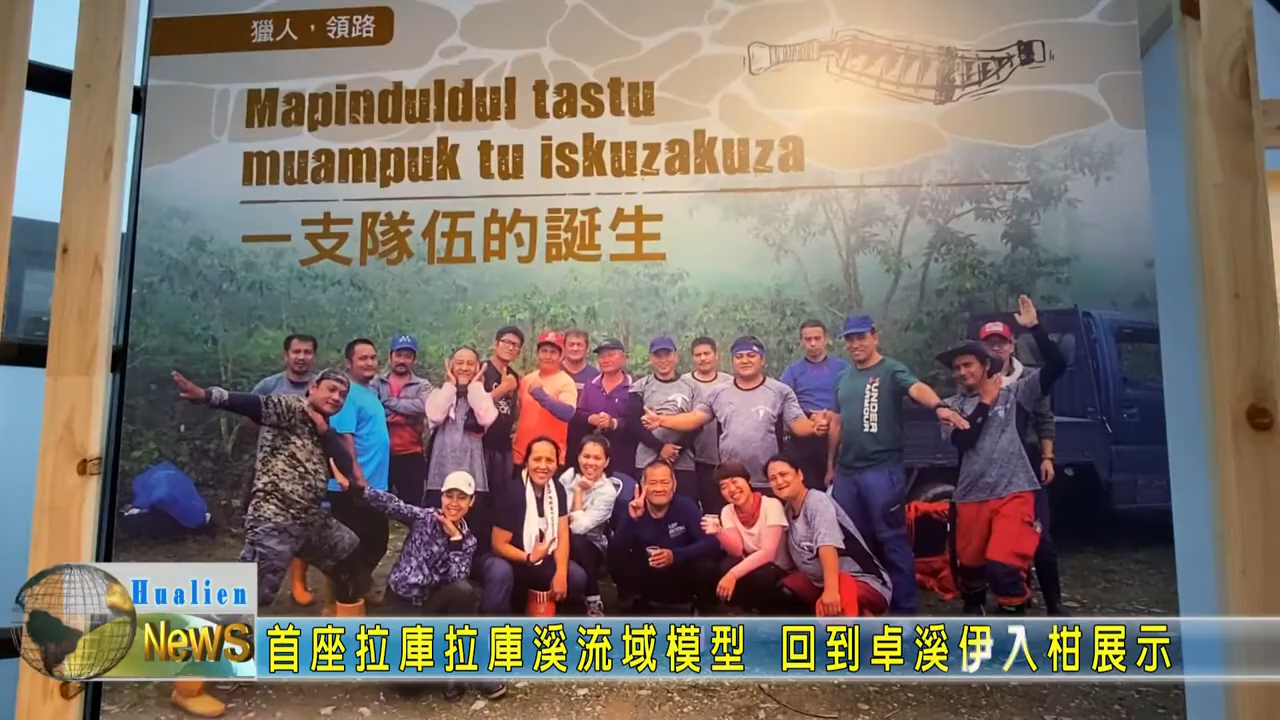 獵人，領路
Mapinduldul tastu
muampuk tu iskuzakuza
一支隊伍的誕生
UNDER
ARMOUR
Hualien
NewS
首座拉庫拉庫溪流域模型 回到卓溪伊入柑展示